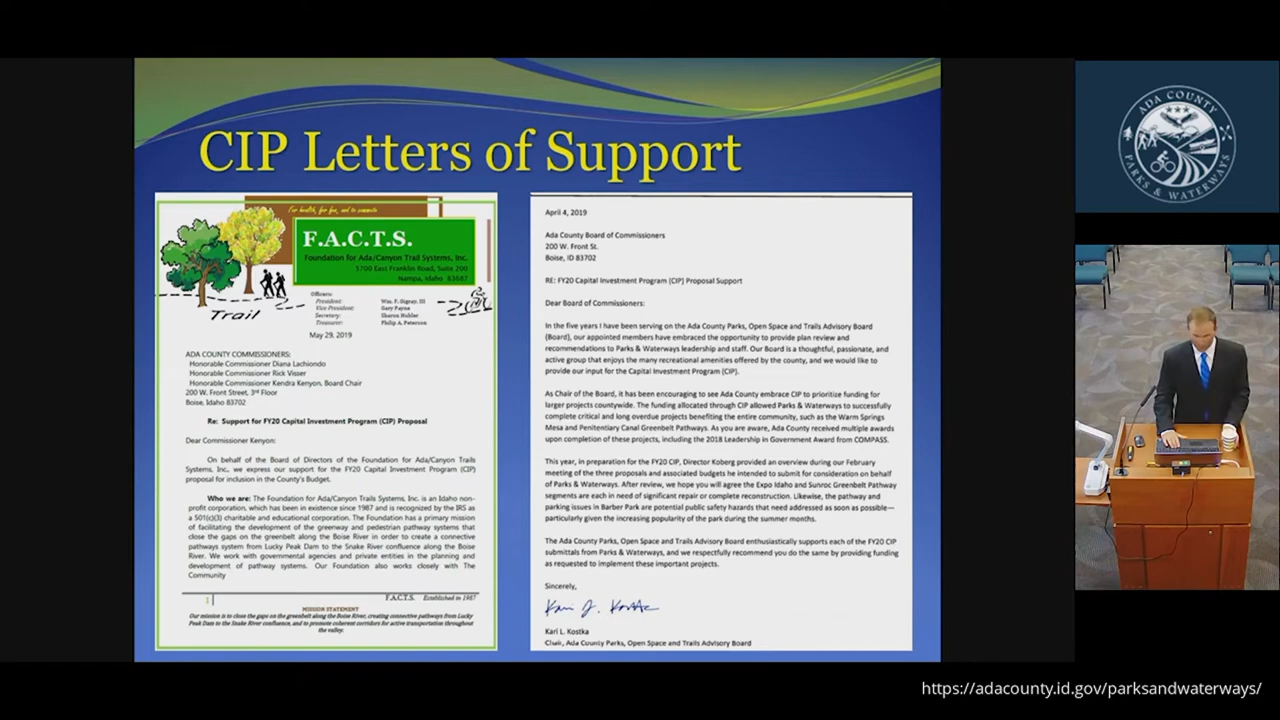 CIP Letters of Support
For health, for fun, and to commute
F.A.C.T.S.
Foundation for Ada/Canyon Trail Systems, Inc.
5700 East Franklin Road, Suite 200
Nampa, Idaho 83687
Trail
Officers:
President: Wm. F. Gigray, III
Vice President: Gary Payne
Secretary: Sharon Hubler
Treasurer: Philip A. Peterson
May 29, 2019
ADA COUNTY COMMISSIONERS:
Honorable Commissioner Diana Lachiondo
Honorable Commissioner Rick Visser
Honorable Commissioner Kendra Kenyon, Board Chair
200 W. Front Street, 3rd Floor
Boise, Idaho 83702
Re: Support for FY20 Capital Investment Program (CIP) Proposal
Dear Commissioner Kenyon:
On behalf of the Board of Directors of the Foundation for Ada/Canyon Trails
Systems, Inc., we express our support for the FY20 Capital Investment Program (CIP)
proposal for inclusion in the County's Budget.
Who we are: The Foundation for Ada/Canyon Trails Systems, Inc. is an Idaho non-
profit corporation, which has been in existence since 1987 and is recognized by the IRS as
a 501(c)(3) charitable and educational corporation. The Foundation has a primary mission
of facilitating the development of the greenway and pedestrian pathway systems that
close the gaps on the greenbelt along the Boise River in order to create a connective
pathways system from Lucky Peak Dam to the Snake River confluence along the Boise
River. We work with governmental agencies and private entities in the planning and
development of pathway systems. Our Foundation also works closely with The
Community
1
F.A.C.T.S. Established in 1987
MISSION STATEMENT
Our mission is to close the gaps on the greenbelt along the Boise River, creating connective pathways from Lucky
Peak Dam to the Snake River confluence, and to promote coherent corridors for active transportation throughout
the valley.
April 4, 2019
Ada County Board of Commissioners
200 W. Front St.
Boise, ID 83702
RE: FY20 Capital Investment Program (CIP) Proposal Support
Dear Board of Commissioners:
In the five years I have been serving on the Ada County Parks, Open Space and Trails Advisory Board
(Board), our appointed members have embraced the opportunity to provide plan review and
recommendations to Parks & Waterways leadership and staff. Our Board is a thoughtful, passionate, and
active group that enjoys the many recreational amenities offered by the county, and we would like to
provide our input for the Capital Investment Program (CIP).
As Chair of the Board, it has been encouraging to see Ada County embrace CIP to prioritize funding for
larger projects countywide. The funding allocated through CIP allowed Parks & Waterways to successfully
complete critical and long overdue projects benefiting the entire community, such as the Warm Springs
Mesa and Penitentiary Canal Greenbelt Pathways. As you are aware, Ada County received multiple awards
upon completion of these projects, including the 2018 Leadership in Government Award from COMPASS.
This year, in preparation for the FY20 CIP, Director Koberg provided an overview during our February
meeting of the three proposals and associated budgets he intended to submit for consideration on behalf
of Parks & Waterways. After review, we hope you will agree the Expo Idaho and Sunroc Greenbelt Pathway
segments are each in need of significant repair or complete reconstruction. Likewise, the pathway and
parking issues in Barber Park are potential public safety hazards that need addressed as soon as possible—
particularly given the increasing popularity of the park during the summer months.
The Ada County Parks, Open Space and Trails Advisory Board enthusiastically supports each of the FY20 CIP
submittals from Parks & Waterways, and we respectfully recommend you do the same by providing funding
as requested to implement these important projects.
Sincerely,
Kari L. Kostka
Chair, Ada County Parks, Open Space and Trails Advisory Board
ADA COUNTY
PARKS & WATERWAYS
https://adacounty.id.gov/parksandwaterways/